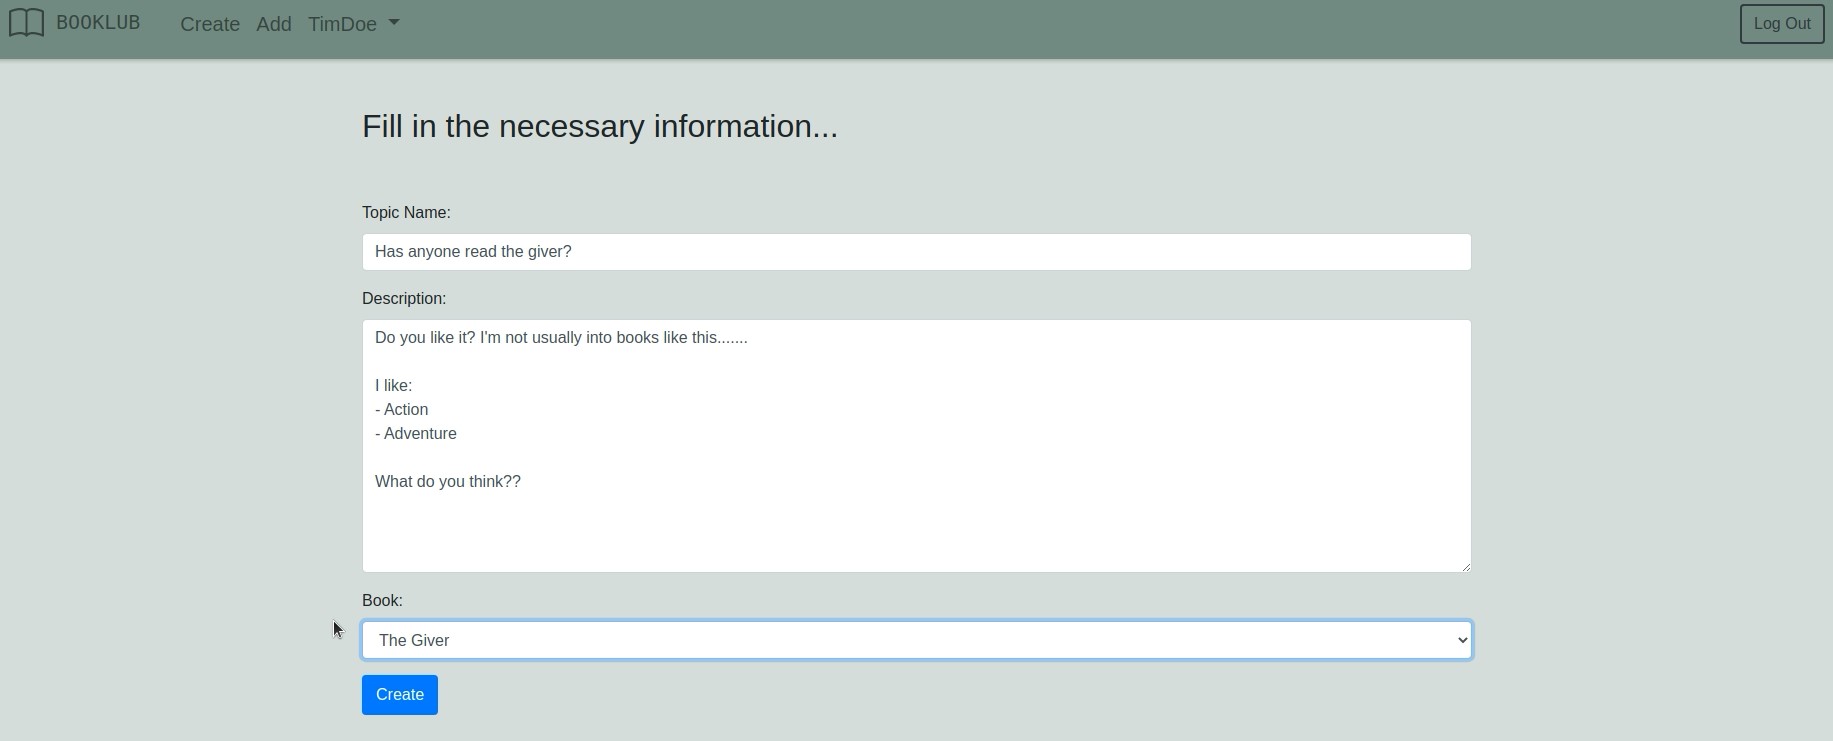 BOOKLUB Create Add TimDoe Log Out
Fill in the necessary information...
Topic Name:
Has anyone read the giver?
Description:
Do you like it? I'm not usually into books like this.......
I like:
- Action
- Adventure
What do you think??
Book:
The Giver
Create